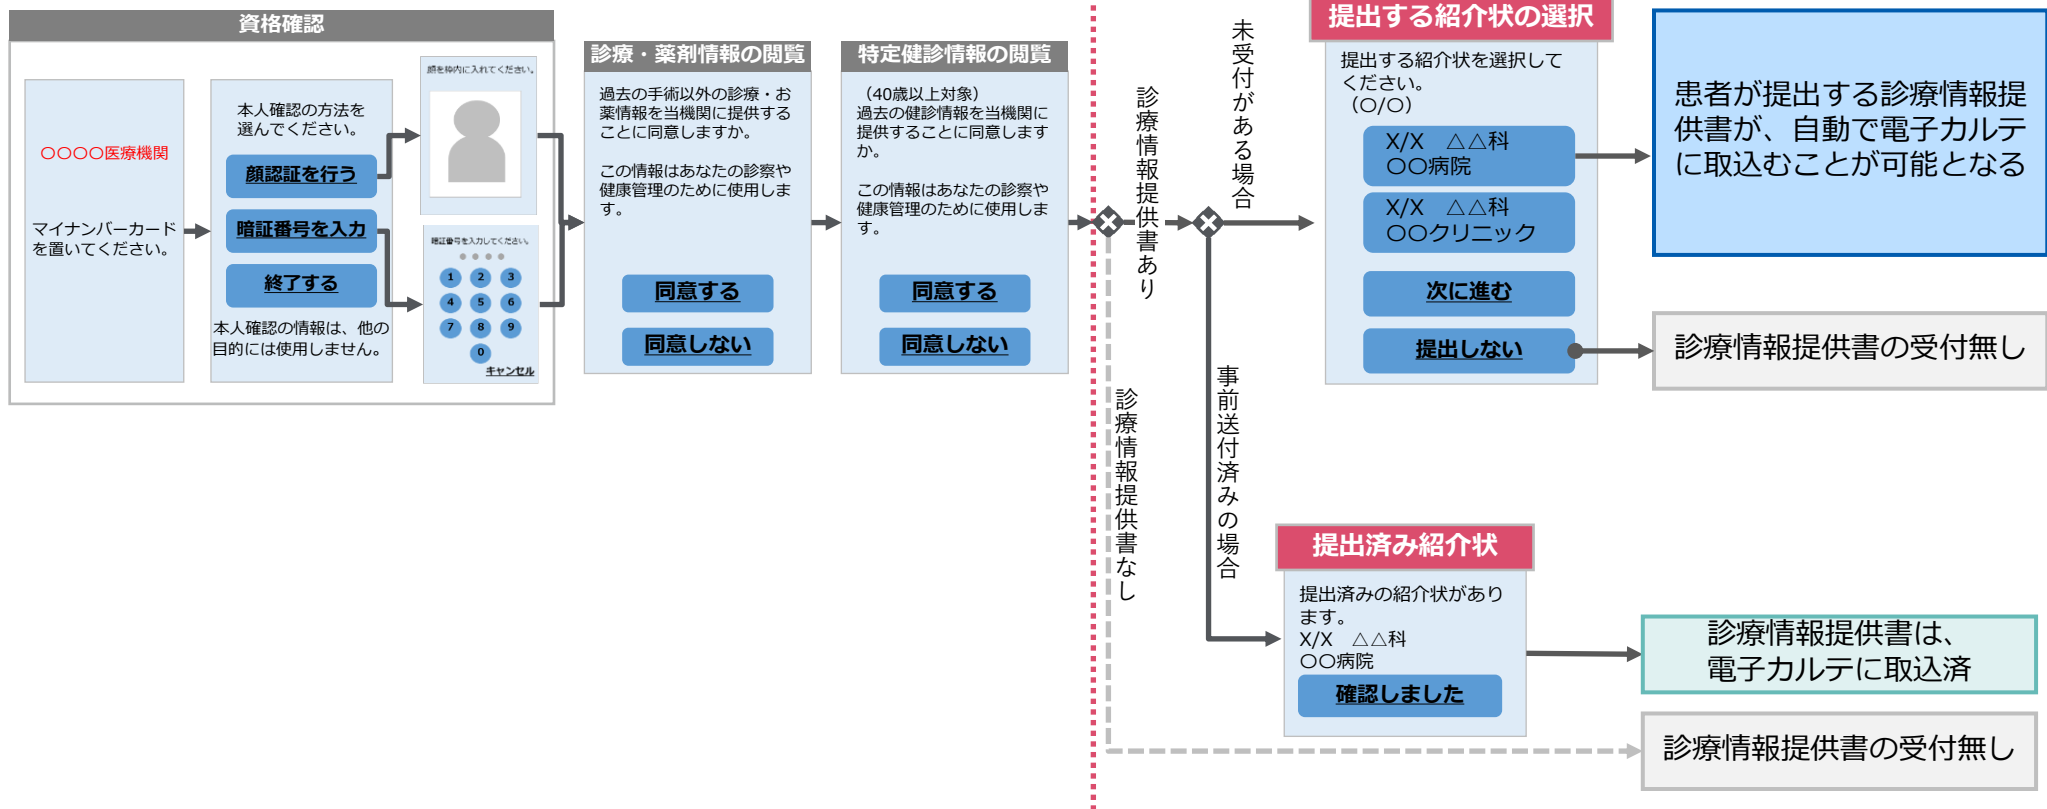 資格確認
〇〇〇〇医療機関
マイナンバーカード
を置いてください。
本人確認の方法を
選んでください。
顔認証を行う
暗証番号を入力
終了する
本人確認の情報は、他の
目的には使用しません。
顔を枠内に入れてください。
暗証番号を入力してください。
1 2 3
4 5 6
7 8 9
0
キャンセル
診療・薬剤情報の閲覧
過去の手術以外の診療・お
薬情報を当機関に提供する
ことに同意しますか。
この情報はあなたの診察や
健康管理のために使用しま
す。
同意する
同意しない
特定健診情報の閲覧
（40歳以上対象）
過去の健診情報を当機関に
提供することに同意します
か。
この情報はあなたの診察や
健康管理のために使用しま
す。
同意する
同意しない
診療情報提供書あり
診療情報提供書なし
未受付がある場合
事前送付済みの場合
提出する紹介状の選択
提出する紹介状を選択して
ください。
（〇/〇）
X/X　△△科
〇〇病院
X/X　△△科
〇〇クリニック
次に進む
提出しない
患者が提出する診療情報提
供書が、自動で電子カルテ
に取込むことが可能となる
診療情報提供書の受付無し
提出済み紹介状
提出済みの紹介状があり
ます。
X/X　△△科
〇〇病院
確認しました
診療情報提供書は、
電子カルテに取込済
診療情報提供書の受付無し